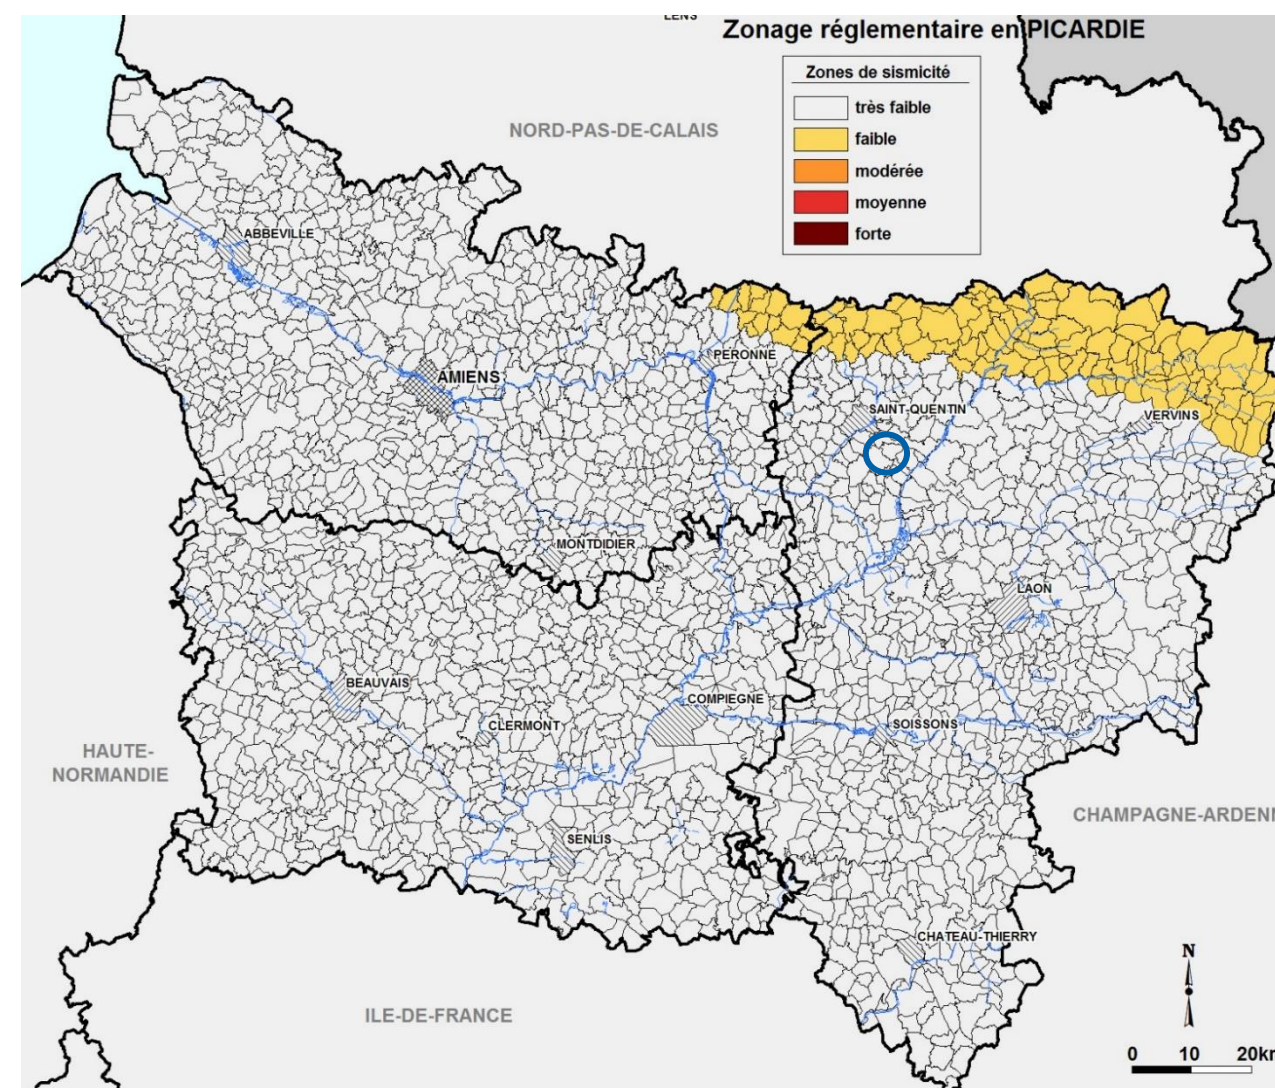 LENS
Zonage réglementaire en PICARDIE
Zones de sismicité
très faible
faible
modérée
moyenne
forte
NORD-PAS-DE-CALAIS
ABBEVILLE
PERONNE
AMIENS
SAINT-QUENTIN
VERVINS
MONTDIDIER
LAON
BEAUVAIS
COMPIEGNE
CLERMONT
SOISSONS
HAUTE-
NORMANDIE
CHAMPAGNE-ARDENN
SENLIS
CHATEAU-THIERRY
N
ILE-DE-FRANCE
0 10 20km